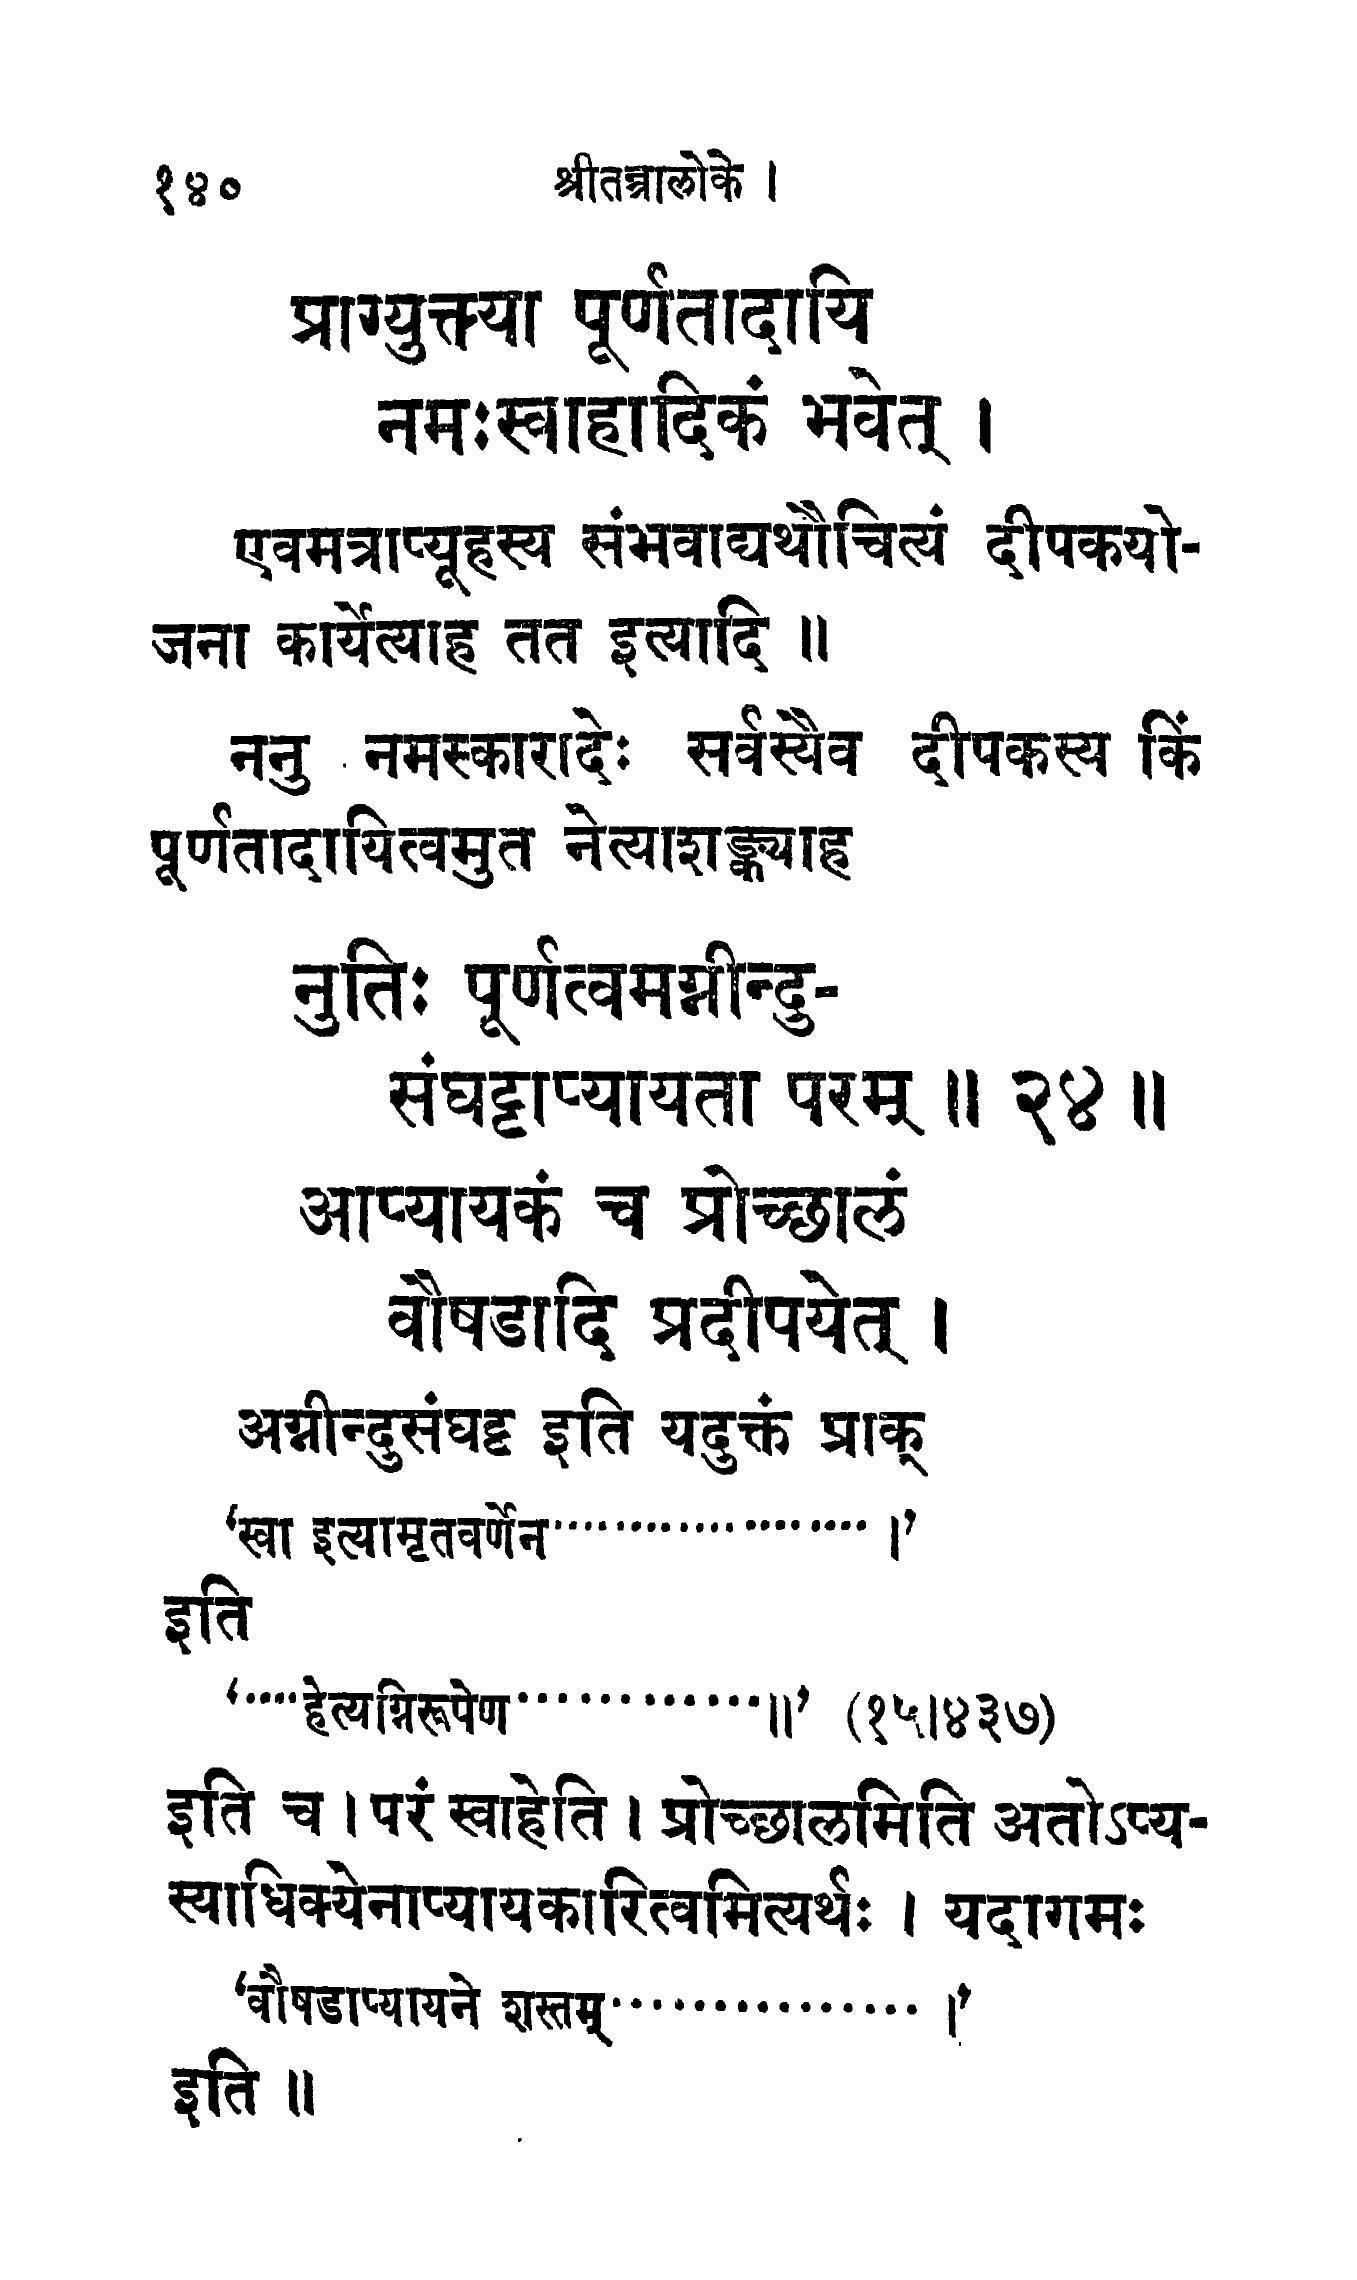 १४० श्रीतन्त्रालोके ।
प्राग्युक्त्या पूर्णतादायि
नमःस्वाहादिकं भवेत् ।
एवमत्राप्यूहस्य संभवाद्यथौचित्यं दीपकयो-
जना कार्येत्याह तत इत्यादि ॥
ननु नमस्कारादेः सर्वस्यैव दीपकस्य किं
पूर्णतादायित्वमुत नेत्याशङ्क्याह
नुतिः पूर्णत्वमग्नीन्दु-
संघट्टाप्यायता परम् ॥ २४ ॥
आप्यायकं च प्रोच्छालं
वौषडादि प्रदीपयेत् ।
अग्नीन्दुसंघट्ट इति यदुक्तं प्राक्
‘स्वा इत्यामृतवर्णेन····················।’
इति
‘·····हेत्यग्निरूपेण·············॥’ (१५।४३७)
इति च । परं स्वाहेति । प्रोच्छालमिति अतोऽप्य-
स्याधिक्येनाप्यायकारित्वमित्यर्थः । यदागमः
‘वौषडाप्यायने शस्तम्···············।’
इति ॥